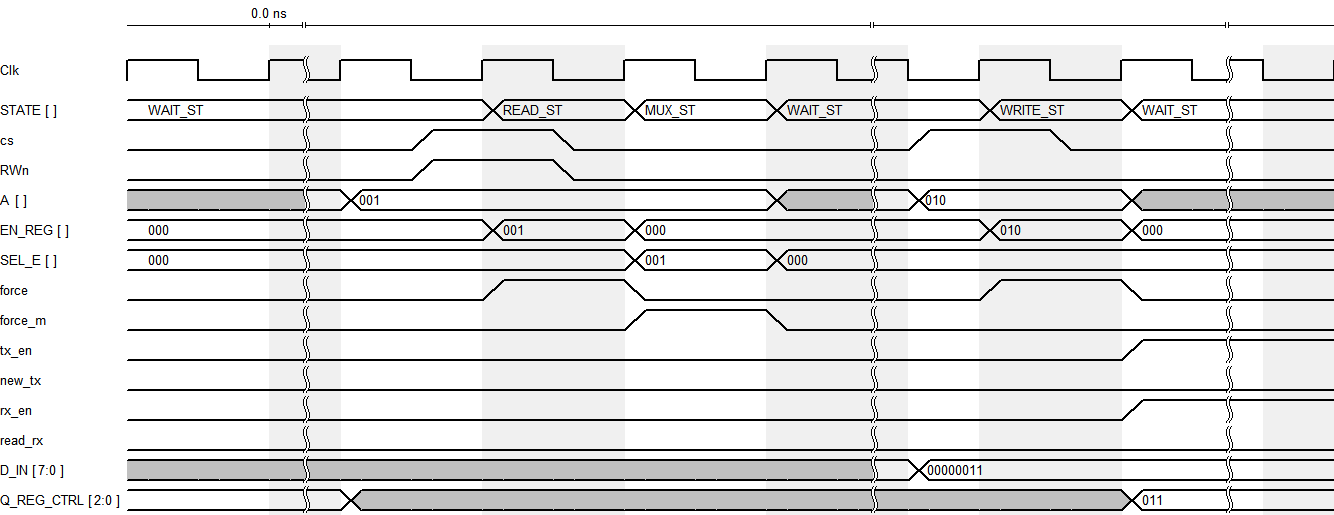 0.0 ns
Clk
STATE [ ] WAIT_ST READ_ST MUX_ST WAIT_ST WRITE_ST WAIT_ST
cs
RWn
A [ ] 001 010
EN_REG [ ] 000 001 000 010 000
SEL_E [ ] 000 001 000
force
force_m
tx_en
new_tx
rx_en
read_rx
D_IN [7:0 ] 00000011
Q_REG_CTRL [2:0 ] 011